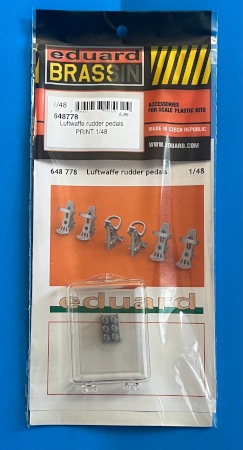 eduard
BRASSIN
1/48
648778
Luftwaffe rudder pedals
PRINT 1/48
ACCESSORIES
FOR SCALE PLASTIC KITS
MADE IN CZECH REPUBLIC
WWW.EDUARD.COM
648 778 Luftwaffe rudder pedals 1/48
eduard